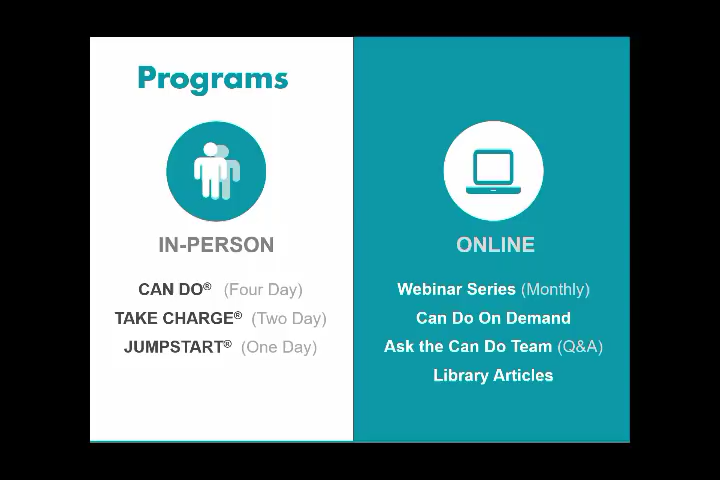 Programs
IN-PERSON
CAN DO® (Four Day)
TAKE CHARGE® (Two Day)
JUMPSTART® (One Day)
ONLINE
Webinar Series (Monthly)
Can Do On Demand
Ask the Can Do Team (Q&A)
Library Articles